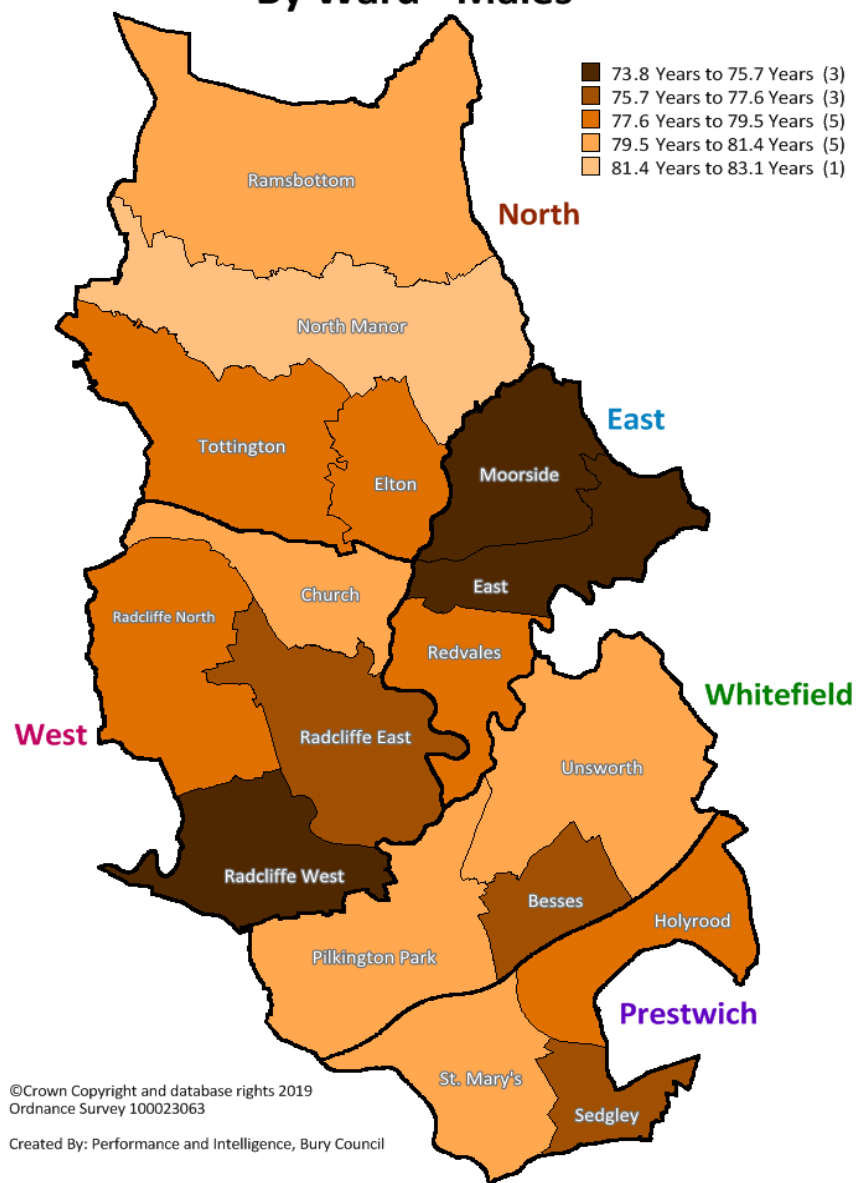 By Ward - Males
73.8 Years to 75.7 Years (3)
75.7 Years to 77.6 Years (3)
77.6 Years to 79.5 Years (5)
79.5 Years to 81.4 Years (5)
81.4 Years to 83.1 Years (1)
Ramsbottom
North
North Manor
East
Tottington
Elton
Moorside
East
Church
Radcliffe North
Redvales
Whitefield
West
Radcliffe East
Unsworth
Radcliffe West
Besses
Holyrood
Pilkington Park
Prestwich
St. Mary's
Sedgley
©Crown Copyright and database rights 2019
Ordnance Survey 100023063
Created By: Performance and Intelligence, Bury Council